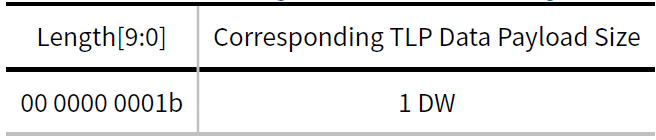 Length[9:0] Corresponding TLP Data Payload Size
00 0000 0001b 1 DW